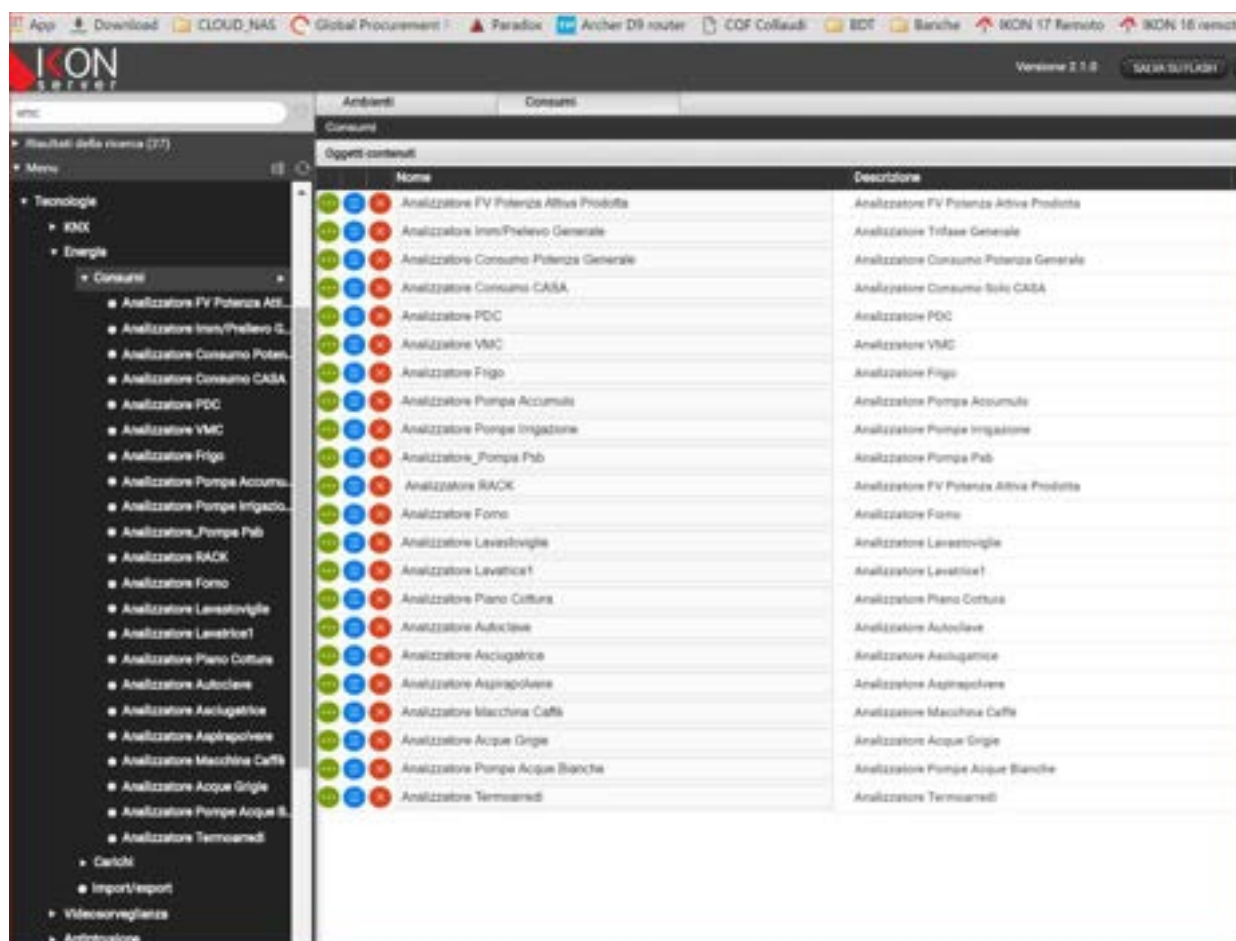 App Download CLOUD_NAS Global Procurement Paradox Archer D9 router CQF Collaudi BDT Banche IKON 17 Remoto IKON 16 remot
IKON
server
Versione 2.1.0
SALVA SU FLASH
vmc
Risultati della ricerca (27)
Menu
Tecnologie
KNX
Energia
Consumi
Analizzatore FV Potenza Atti...
Analizzatore Imm/Prelievo G...
Analizzatore Consumo Poten...
Analizzatore Consumo CASA
Analizzatore PDC
Analizzatore VMC
Analizzatore Frigo
Analizzatore Pompa Accumu...
Analizzatore Pompe Irrigazio...
Analizzatore_Pompa Psb
Analizzatore RACK
Analizzatore Forno
Analizzatore Lavastoviglie
Analizzatore Lavatrice1
Analizzatore Piano Cottura
Analizzatore Autoclave
Analizzatore Asciugatrice
Analizzatore Aspirapolvere
Analizzatore Macchina Caffè
Analizzatore Acque Grigie
Analizzatore Pompe Acque B...
Analizzatore Termoarredi
Carichi
Import/export
Videosorveglianza
Antintrusione
Ambienti Consumi
Consumi
Oggetti contenuti
Nome Descrizione
Analizzatore FV Potenza Attiva Prodotta Analizzatore FV Potenza Attiva Prodotta
Analizzatore Imm/Prelievo Generale Analizzatore Trifase Generale
Analizzatore Consumo Potenza Generale Analizzatore Consumo Potenza Generale
Analizzatore Consumo CASA Analizzatore Consumo Solo CASA
Analizzatore PDC Analizzatore PDC
Analizzatore VMC Analizzatore VMC
Analizzatore Frigo Analizzatore Frigo
Analizzatore Pompa Accumulo Analizzatore Pompa Accumulo
Analizzatore Pompe Irrigazione Analizzatore Pompe Irrigazione
Analizzatore_Pompa Psb Analizzatore Pompa Psb
Analizzatore RACK Analizzatore FV Potenza Attiva Prodotta
Analizzatore Forno Analizzatore Forno
Analizzatore Lavastoviglie Analizzatore Lavastoviglie
Analizzatore Lavatrice1 Analizzatore Lavatrice1
Analizzatore Piano Cottura Analizzatore Piano Cottura
Analizzatore Autoclave Analizzatore Autoclave
Analizzatore Asciugatrice Analizzatore Asciugatrice
Analizzatore Aspirapolvere Analizzatore Aspirapolvere
Analizzatore Macchina Caffè Analizzatore Macchina Caffè
Analizzatore Acque Grigie Analizzatore Acque Grigie
Analizzatore Pompe Acque Bianche Analizzatore Pompe Acque Bianche
Analizzatore Termoarredi Analizzatore Termoarredi